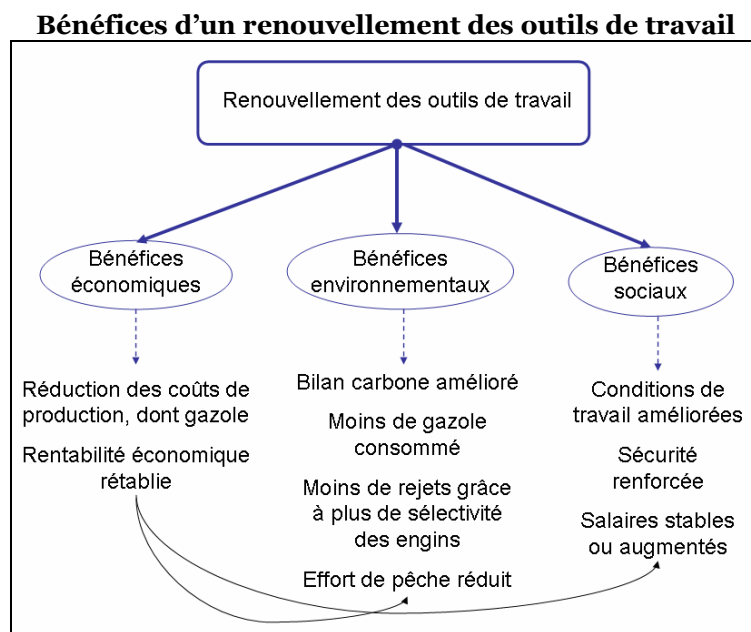 Bénéfices d'un renouvellement des outils de travail
Renouvellement des outils de travail
Bénéfices
économiques
Réduction des coûts de
production, dont gazole
Rentabilité économique
rétablie
Bénéfices
environnementaux
Bilan carbone amélioré
Moins de gazole
consommé
Moins de rejets grâce
à plus de sélectivité
des engins
Effort de pêche réduit
Bénéfices
sociaux
Conditions de
travail améliorées
Sécurité
renforcée
Salaires stables
ou augmentés